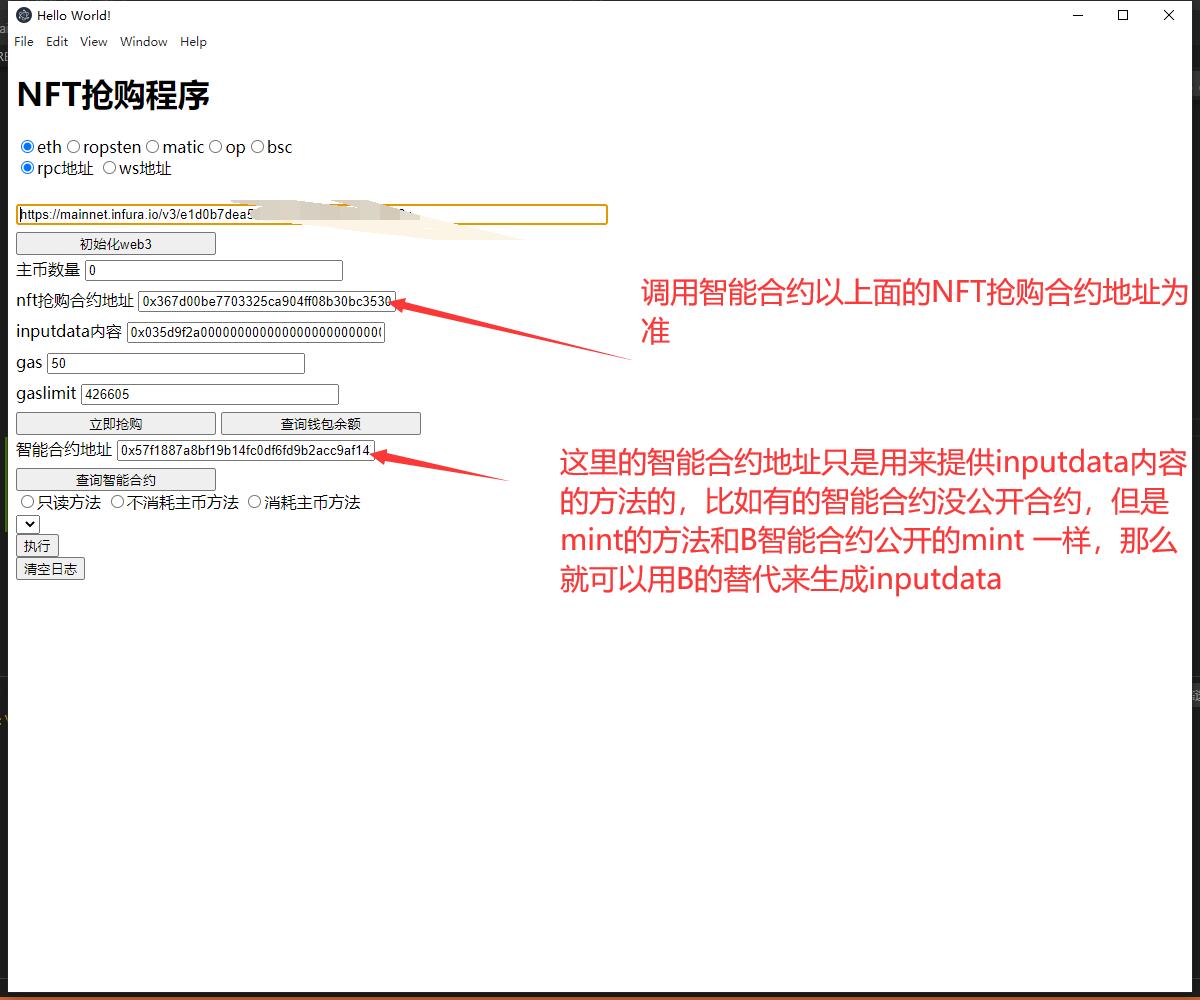 Hello World!
File Edit View Window Help
NFT抢购程序
eth ropsten matic op bsc
rpc地址 ws地址
https://mainnet.infura.io/v3/e1d0b7dea5
初始化web3
主币数量 0
nft抢购合约地址 0x367d00be7703325ca904ff08b30bc3530
inputdata内容 0x035d9f2a0000000000000000000000000
gas 50
gaslimit 426605
立即抢购 查询钱包余额
智能合约地址 0x57f1887a8bf19b14fc0df6fd9b2acc9af14
查询智能合约
只读方法 不消耗主币方法 消耗主币方法
执行
清空日志
调用智能合约以上面的NFT抢购合约地址为
准
这里的智能合约地址只是用来提供inputdata内容
的方法的，比如有的智能合约没公开合约，但是
mint的方法和B智能合约公开的mint 一样，那么
就可以用B的替代来生成inputdata